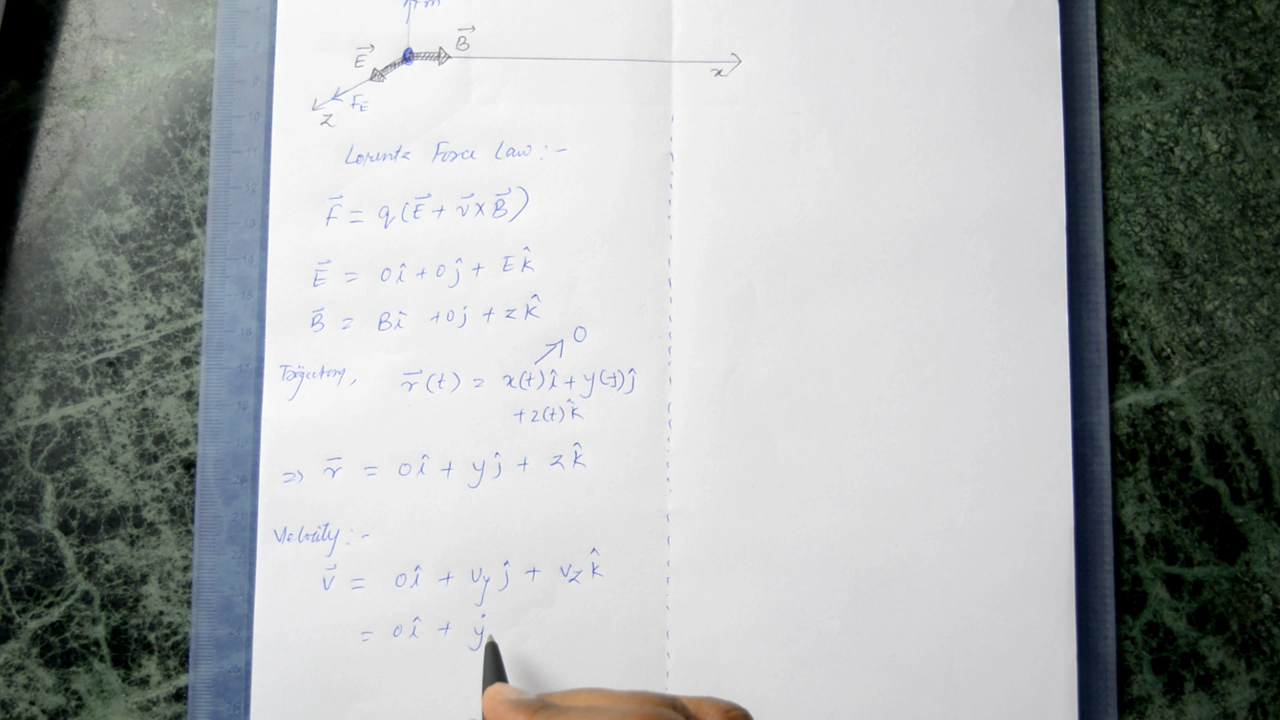 E⃗ B⃗
x
F_E
z
Lorentz Force Law :-
F⃗ = q(E⃗ + v⃗ × B⃗)
E⃗ = 0î + 0ĵ + Ek̂
B⃗ = Bî + 0ĵ + zk̂
0
Trajectory, r⃗(t) = x(t)î + y(t)ĵ
+ z(t)k̂
=> r⃗ = 0î + yĵ + zk̂
Velocity :-
v⃗ = 0î + v_y ĵ + v_z k̂
= 0î + ẏ